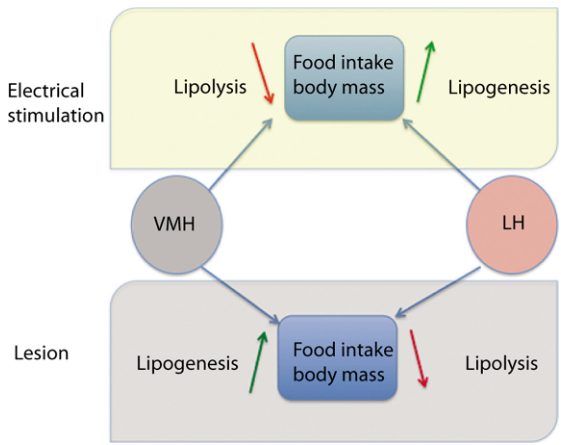 Electrical
stimulation
Lipolysis
Food intake
body mass
Lipogenesis
VMH
LH
Lesion
Lipogenesis
Food intake
body mass
Lipolysis